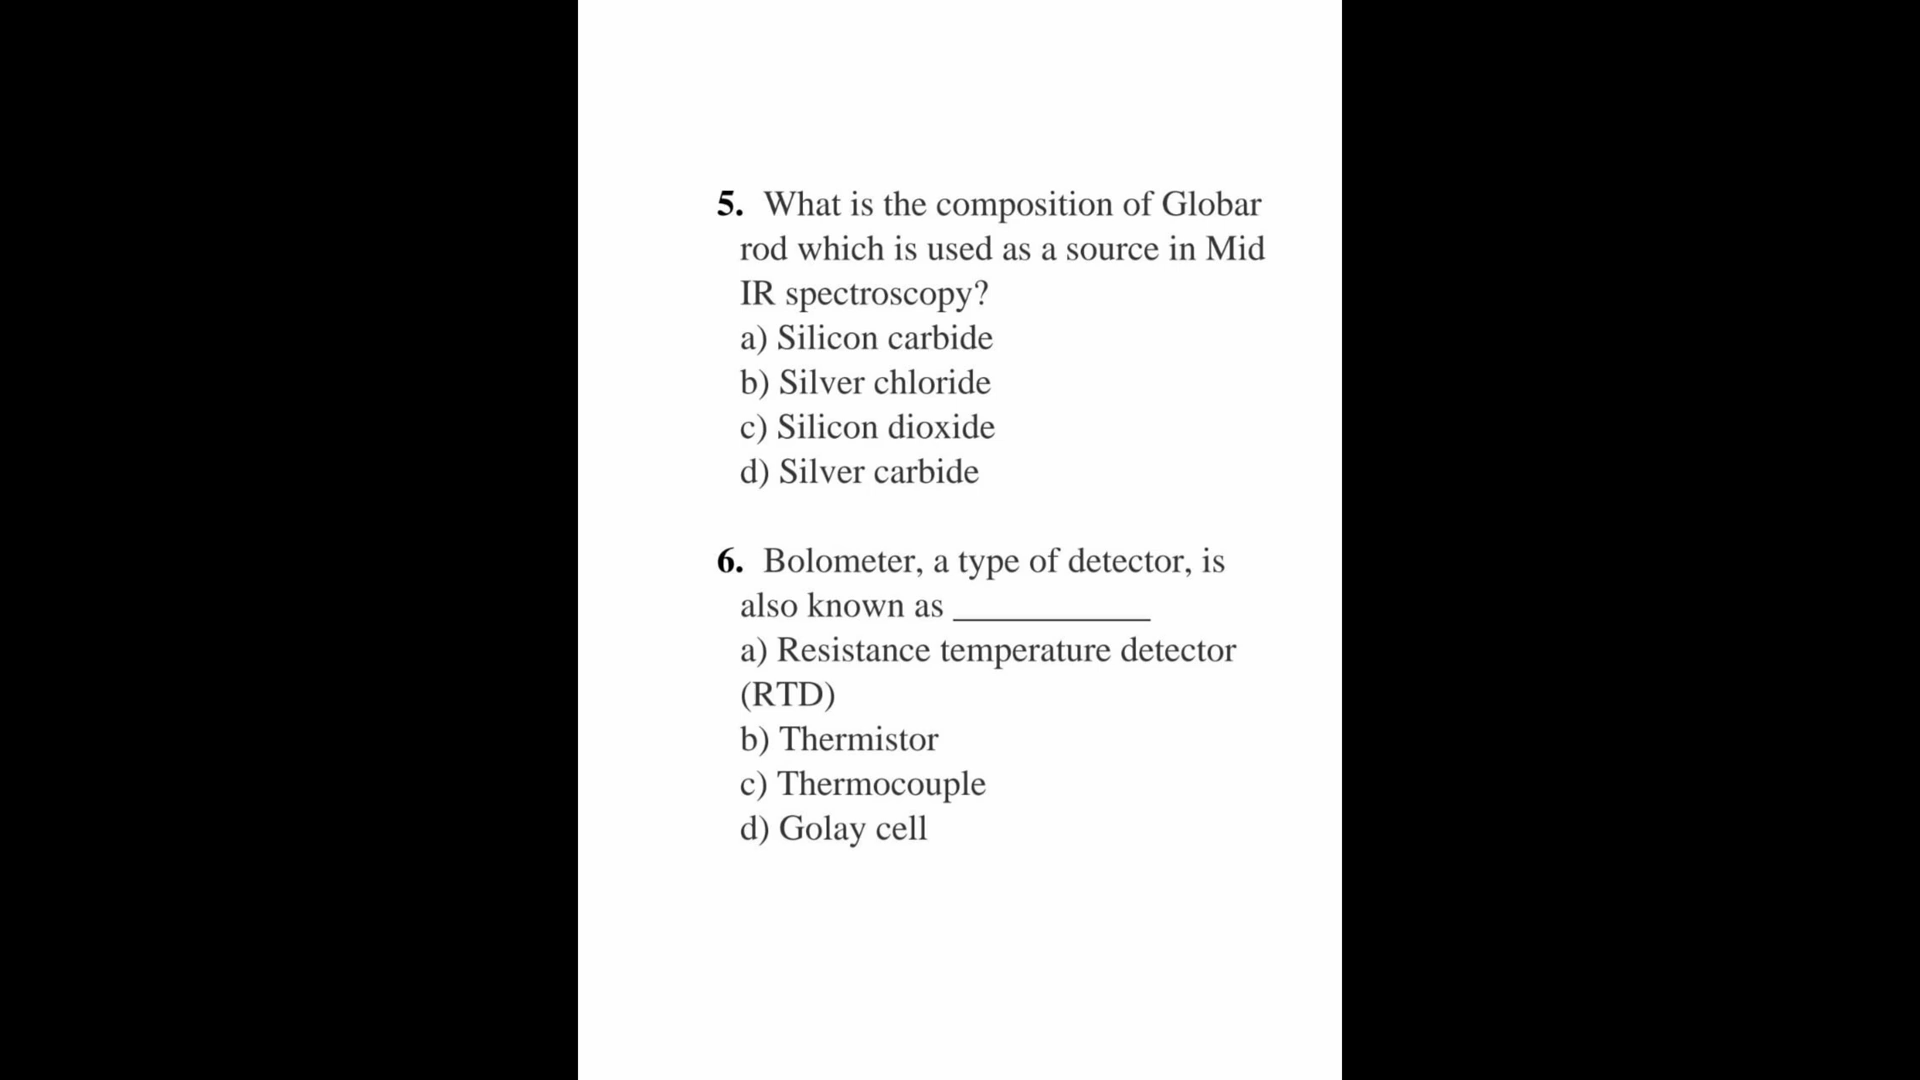 5. What is the composition of Globar
rod which is used as a source in Mid
IR spectroscopy?
a) Silicon carbide
b) Silver chloride
c) Silicon dioxide
d) Silver carbide
6. Bolometer, a type of detector, is
also known as ___________
a) Resistance temperature detector
(RTD)
b) Thermistor
c) Thermocouple
d) Golay cell